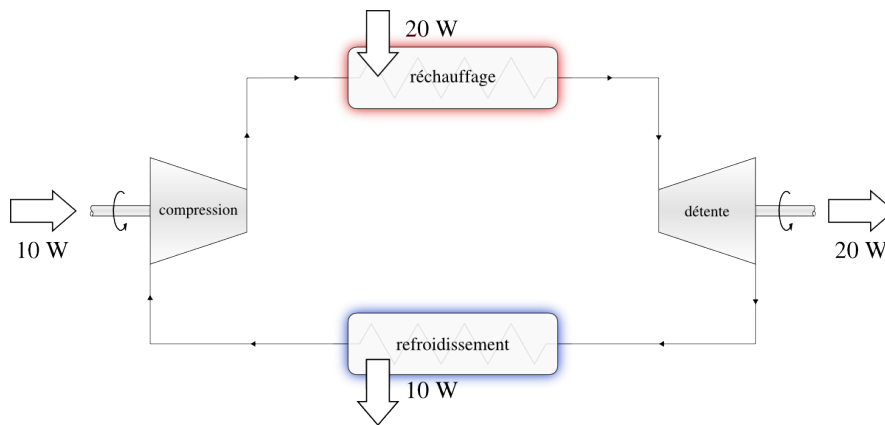 20 W
réchauffage
compression
10 W
détente
20 W
refroidissement
10 W